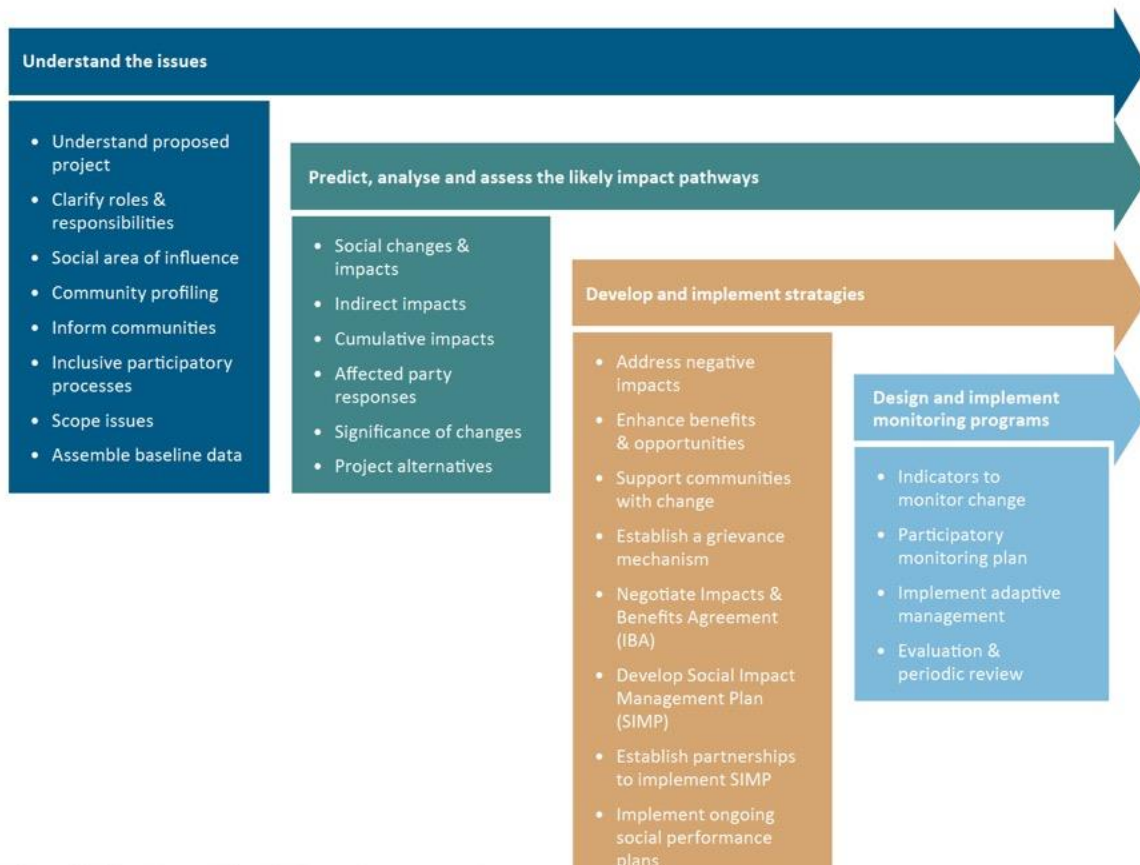 Understand the issues
• Understand proposed
project
• Clarify roles &
responsibilities
• Social area of influence
• Community profiling
• Inform communities
• Inclusive participatory
processes
• Scope issues
• Assemble baseline data
Predict, analyse and assess the likely impact pathways
• Social changes &
impacts
• Indirect impacts
• Cumulative impacts
• Affected party
responses
• Significance of changes
• Project alternatives
Develop and implement stratagies
• Address negative
impacts
• Enhance benefits
& opportunities
• Support communities
with change
• Establish a grievance
mechanism
• Negotiate Impacts &
Benefits Agreement
(IBA)
• Develop Social Impact
Management Plan
(SIMP)
• Establish partnerships
to implement SIMP
• Implement ongoing
social performance
plans
Design and implement
monitoring programs
• Indicators to
monitor change
• Participatory
monitoring plan
• Implement adaptive
management
• Evaluation &
periodic review